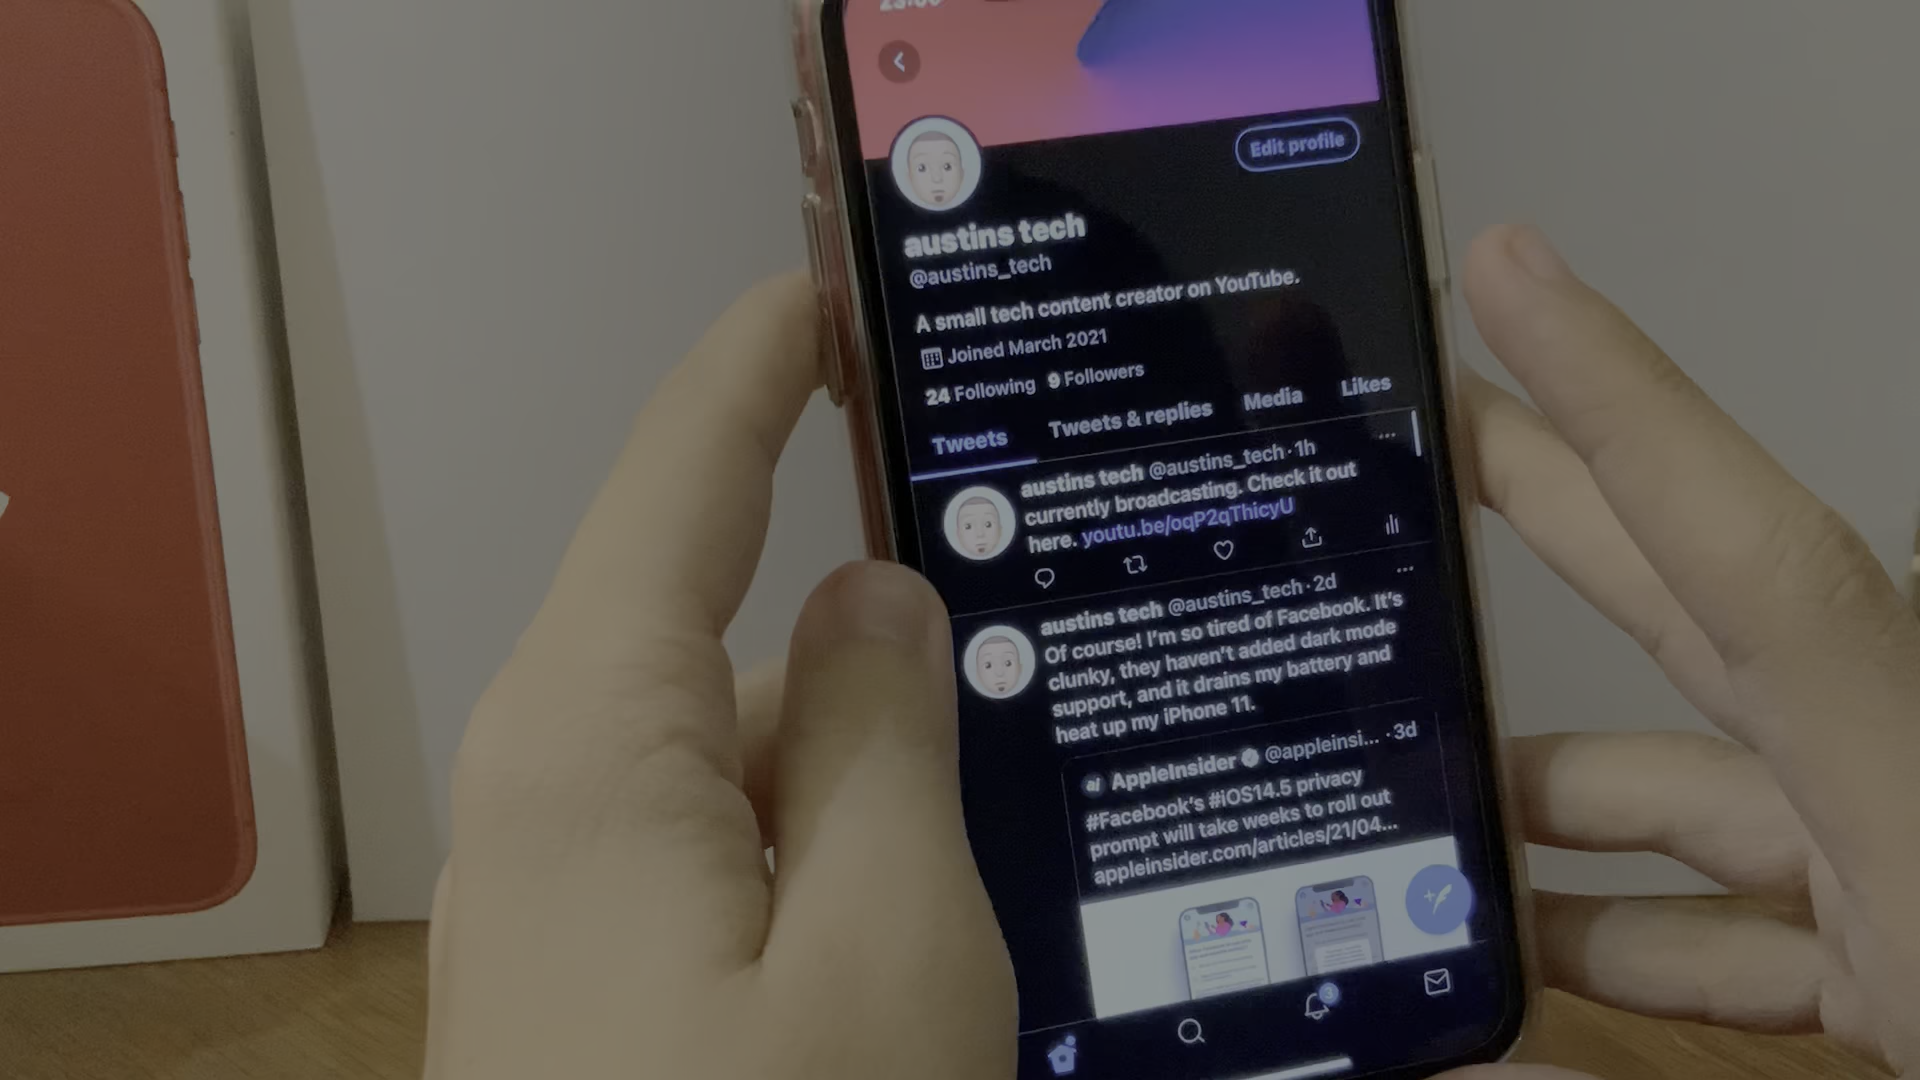 Edit profile
austins tech
@austins_tech
A small tech content creator on YouTube.
Joined March 2021
24 Following 9 Followers
Tweets Tweets & replies Media Likes
austins tech @austins_tech · 1h
currently broadcasting. Check it out
here. youtu.be/oqP2qThicyU
austins tech @austins_tech · 2d
Of course! I'm so tired of Facebook. It's
clunky, they haven't added dark mode
support, and it drains my battery and
heat up my iPhone 11.
AppleInsider @appleinsi... · 3d
#Facebook's #iOS14.5 privacy
prompt will take weeks to roll out
appleinsider.com/articles/21/04...
3